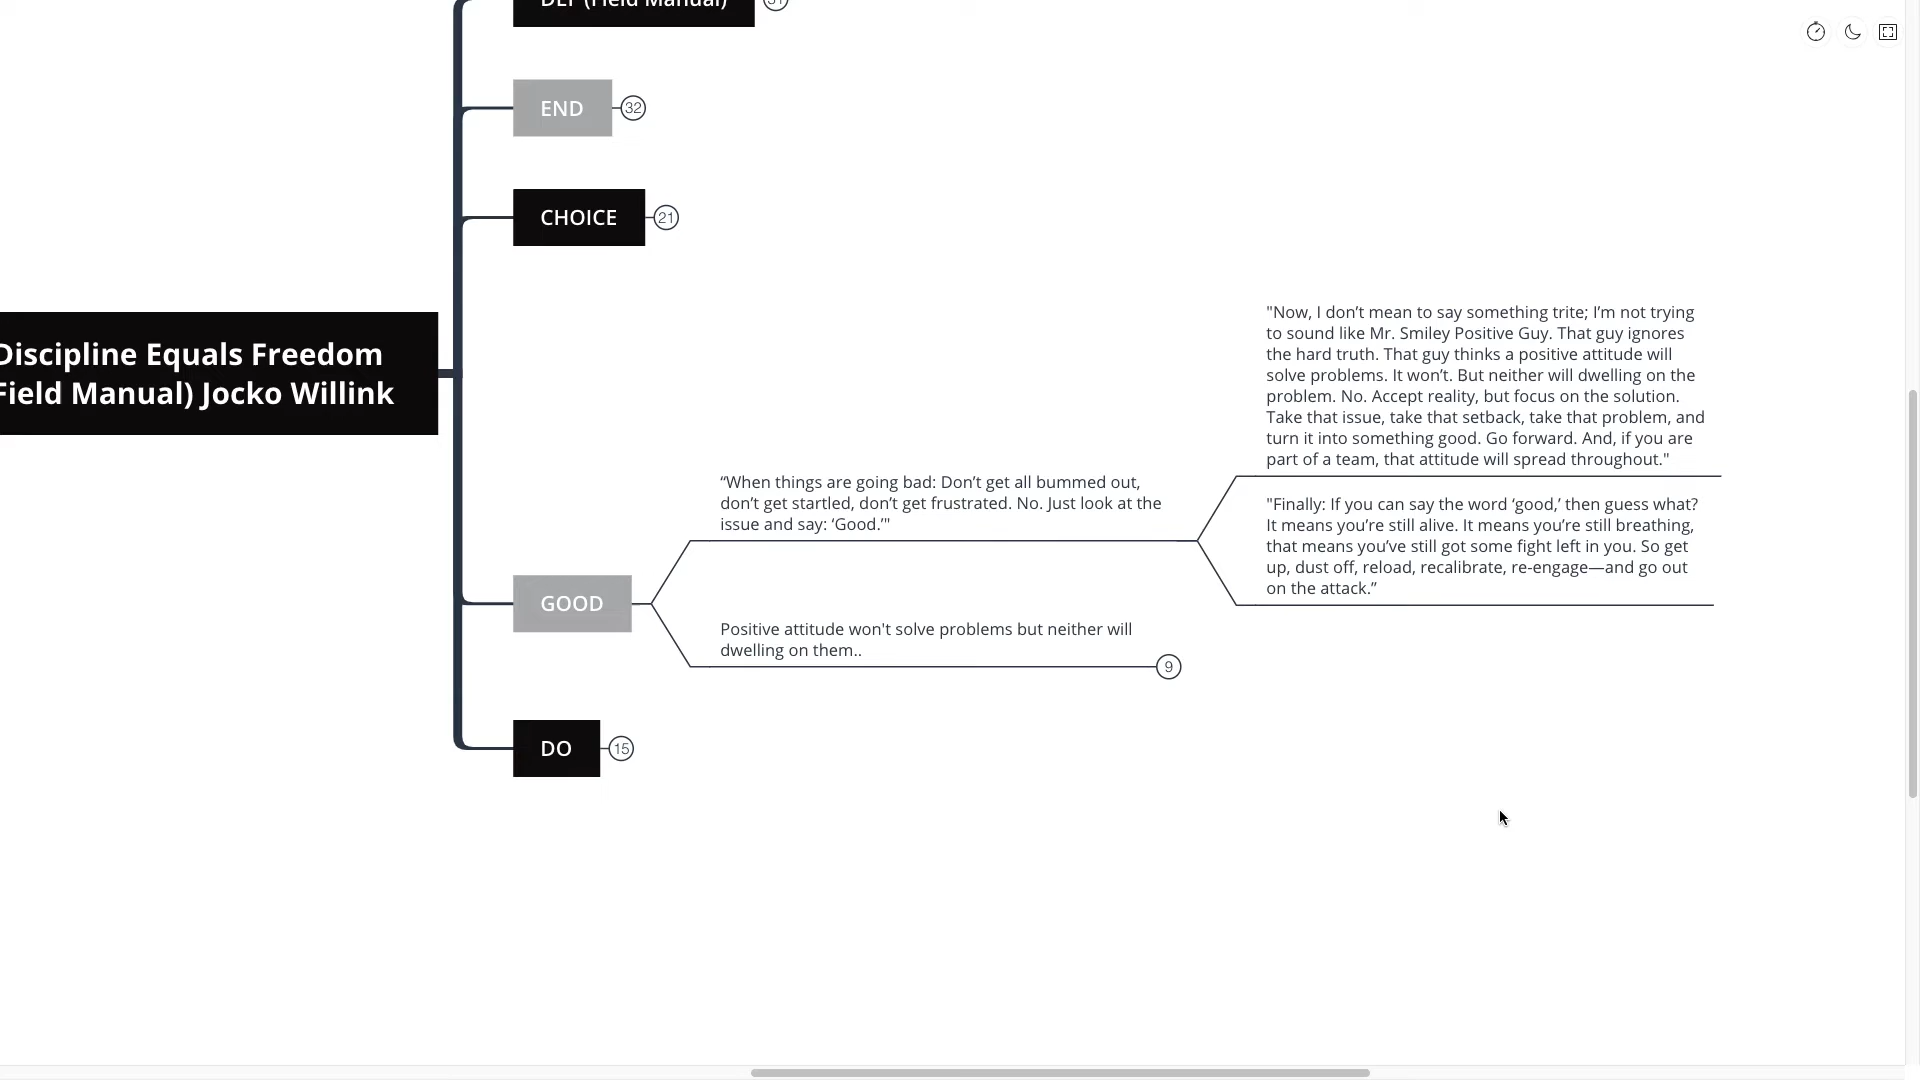 DEF (Field Manual)
31
END
32
CHOICE
21
Discipline Equals Freedom
Field Manual) Jocko Willink
"Now, I don’t mean to say something trite; I’m not trying
to sound like Mr. Smiley Positive Guy. That guy ignores
the hard truth. That guy thinks a positive attitude will
solve problems. It won’t. But neither will dwelling on the
problem. No. Accept reality, but focus on the solution.
Take that issue, take that setback, take that problem, and
turn it into something good. Go forward. And, if you are
part of a team, that attitude will spread throughout."
“When things are going bad: Don’t get all bummed out,
don’t get startled, don’t get frustrated. No. Just look at the
issue and say: ‘Good.’"
"Finally: If you can say the word ‘good,’ then guess what?
It means you’re still alive. It means you’re still breathing,
that means you’ve still got some fight left in you. So get
up, dust off, reload, recalibrate, re-engage—and go out
on the attack.”
GOOD
Positive attitude won't solve problems but neither will
dwelling on them..
9
DO
15